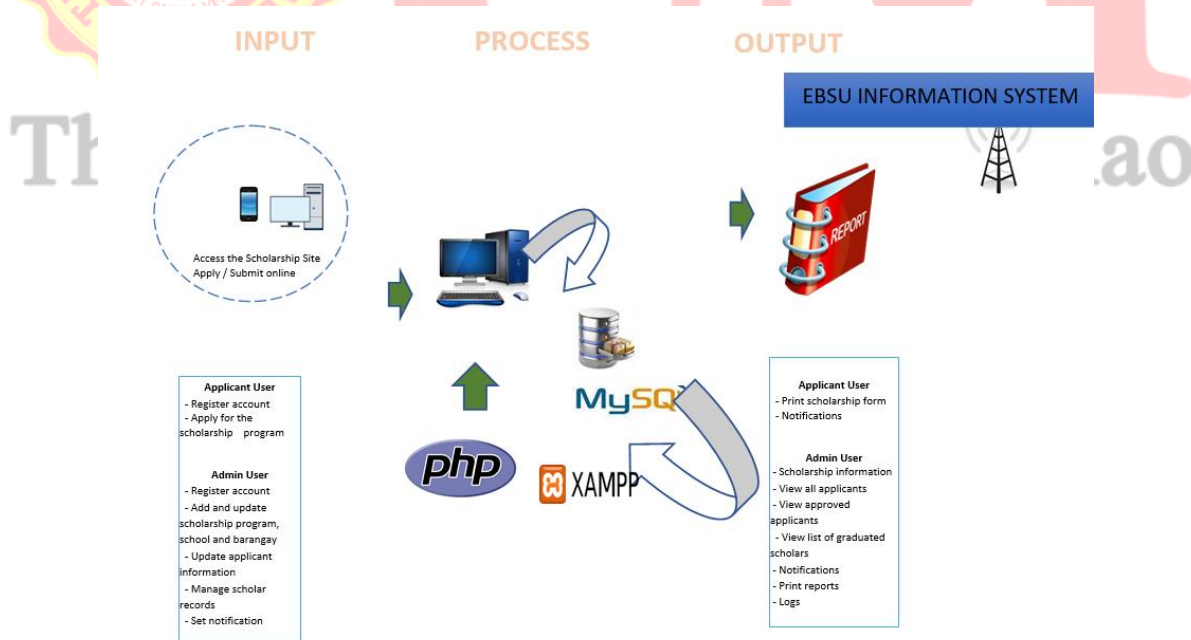 INPUT
PROCESS
OUTPUT
EBSU INFORMATION SYSTEM
Access the Scholarship Site
Apply / Submit online
REPORT
MySQ
php
XAMPP
Applicant User
- Register account
- Apply for the
scholarship program
Admin User
- Register account
- Add and update
scholarship program,
school and barangay
- Update applicant
information
- Manage scholar
records
- Set notification
Applicant User
- Print scholarship form
- Notifications
Admin User
- Scholarship information
- View all applicants
- View approved
applicants
- View list of graduated
scholars
- Notifications
- Print reports
- Logs